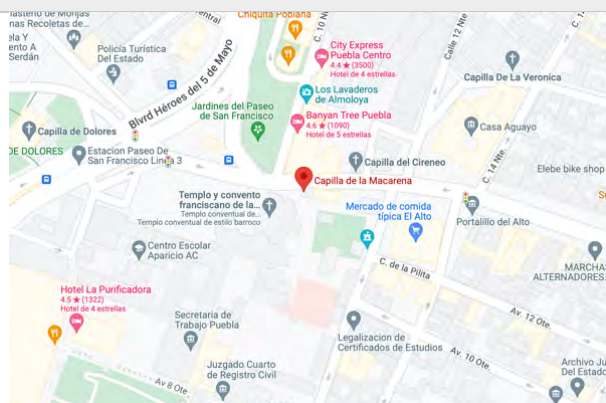 Chiquita Poblana
nas Recoletas de...
ela Y
ento A
Serdán
Policía Turística
del Estado
Blvrd Héroes del 5 de Mayo
City Express
Puebla Centro
4.4 ★ (3500)
Hotel de 4 estrellas
C. 10 N
Calle 12 Nte.
Capilla De La Veronica
C. 14 Nte.
Los Lavaderos
de Almoloya
Jardines del Paseo
de San Francisco
Banyan Tree Puebla
4.6 ★ (1090)
Hotel de 5 estrellas
Casa Aguayo
Capilla de Dolores
DE DOLORES
Estacion Paseo De
San Francisco Linea 3
Capilla del Cireneo
Elebe bike shop
Capilla de la Macarena
Templo y convento
franciscano de la...
Templo conventual de...
Templo conventual de estilo barroco
Mercado de comida
típica El Alto
Portalillo del Alto
Centro Escolar
Aparicio AC
C. de la Pilita
MARCHA
ALTERNADORES.
Hotel La Purificadora
4.5 ★ (1322)
Hotel de 4 estrellas
Av. 12 Ote.
Secretaria de
Trabajo Puebla
Legalizacion de
Certificados de Estudios
Av. 10 Ote.
Juzgado Cuarto
de Registro Civil
Archivo Ju
Del Estado
Av 8 Ote.